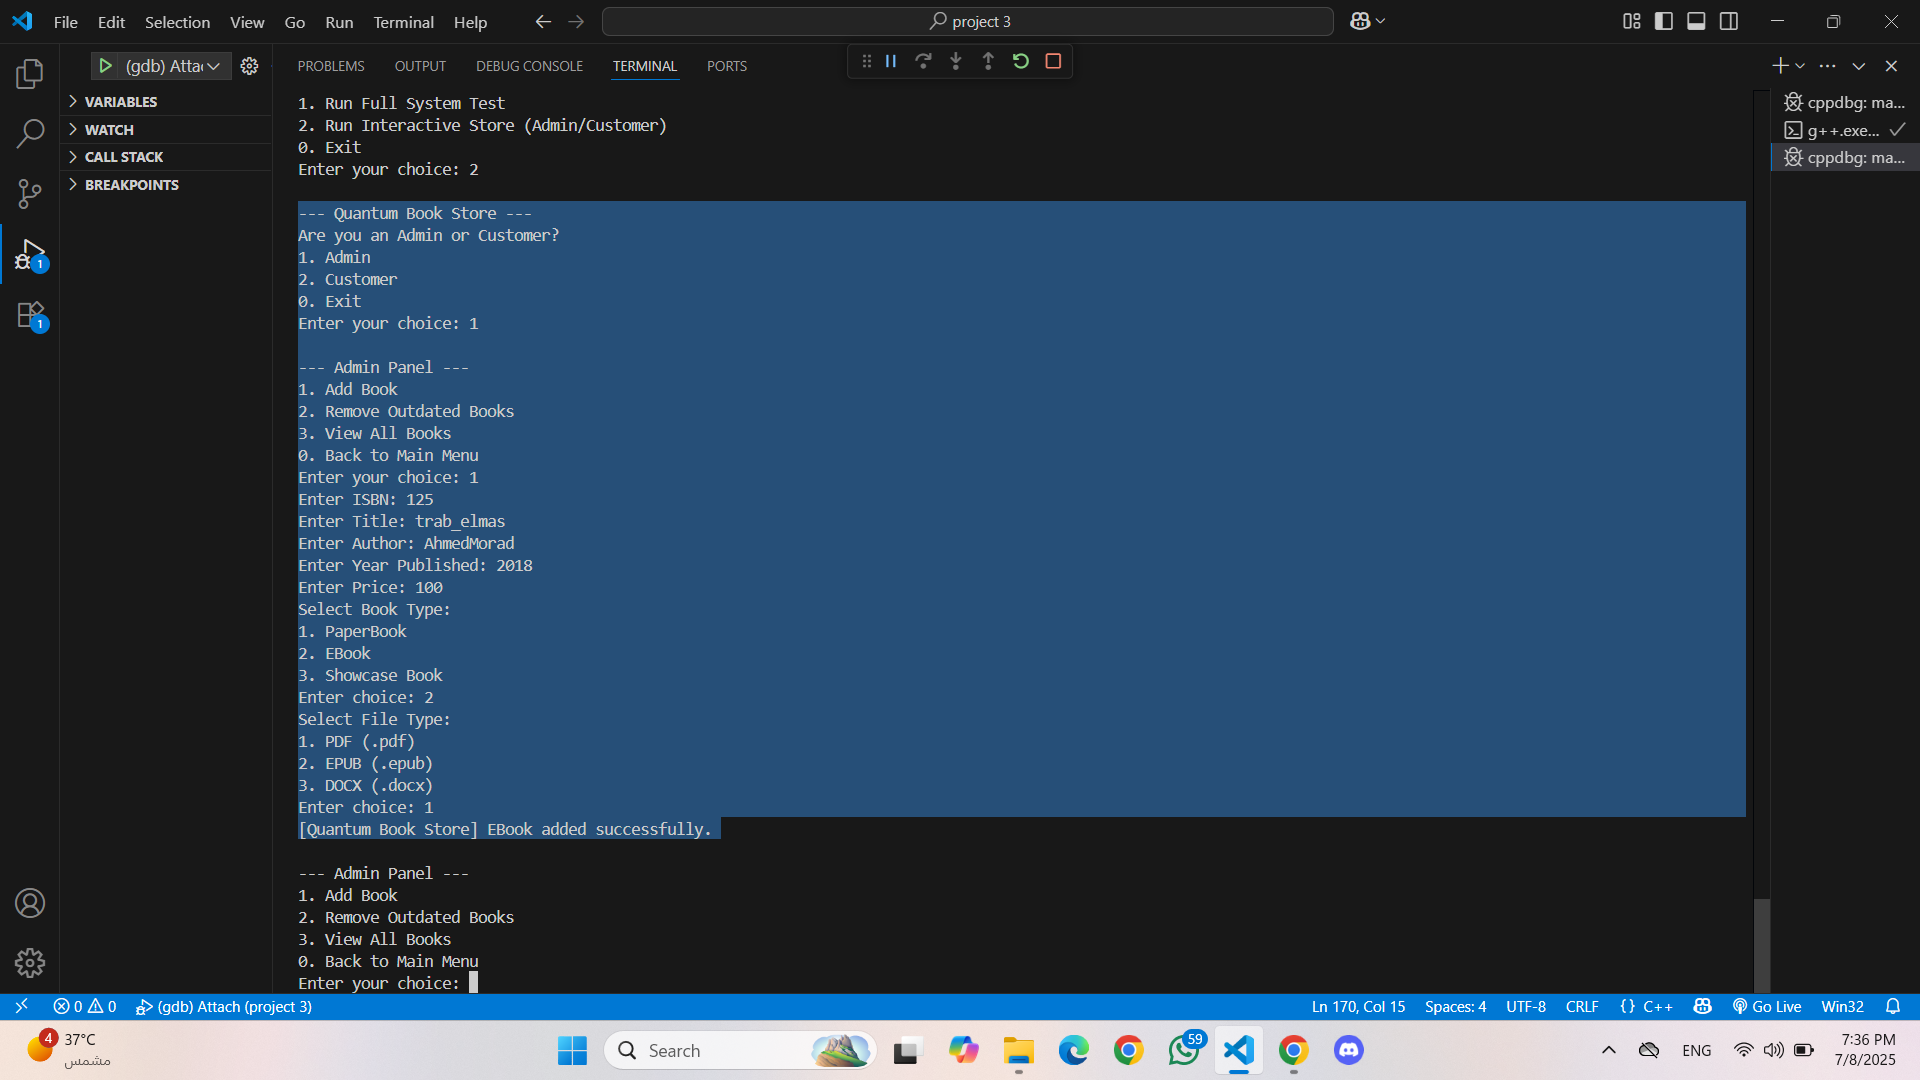 File Edit Selection View Go Run Terminal Help
project 3
(gdb) Attac
PROBLEMS OUTPUT DEBUG CONSOLE TERMINAL PORTS
VARIABLES
WATCH
CALL STACK
BREAKPOINTS
1
1
1. Run Full System Test
2. Run Interactive Store (Admin/Customer)
0. Exit
Enter your choice: 2
--- Quantum Book Store ---
Are you an Admin or Customer?
1. Admin
2. Customer
0. Exit
Enter your choice: 1
--- Admin Panel ---
1. Add Book
2. Remove Outdated Books
3. View All Books
0. Back to Main Menu
Enter your choice: 1
Enter ISBN: 125
Enter Title: trab_elmas
Enter Author: AhmedMorad
Enter Year Published: 2018
Enter Price: 100
Select Book Type:
1. PaperBook
2. EBook
3. Showcase Book
Enter choice: 2
Select File Type:
1. PDF (.pdf)
2. EPUB (.epub)
3. DOCX (.docx)
Enter choice: 1
[Quantum Book Store] EBook added successfully.
--- Admin Panel ---
1. Add Book
2. Remove Outdated Books
3. View All Books
0. Back to Main Menu
Enter your choice:
cppdbg: ma...
g++.exe...
cppdbg: ma...
0 0 (gdb) Attach (project 3)
Ln 170, Col 15 Spaces: 4 UTF-8 CRLF {} C++ Go Live Win32
4 37°C
مشمس
Search
59
ENG
7:36 PM
7/8/2025